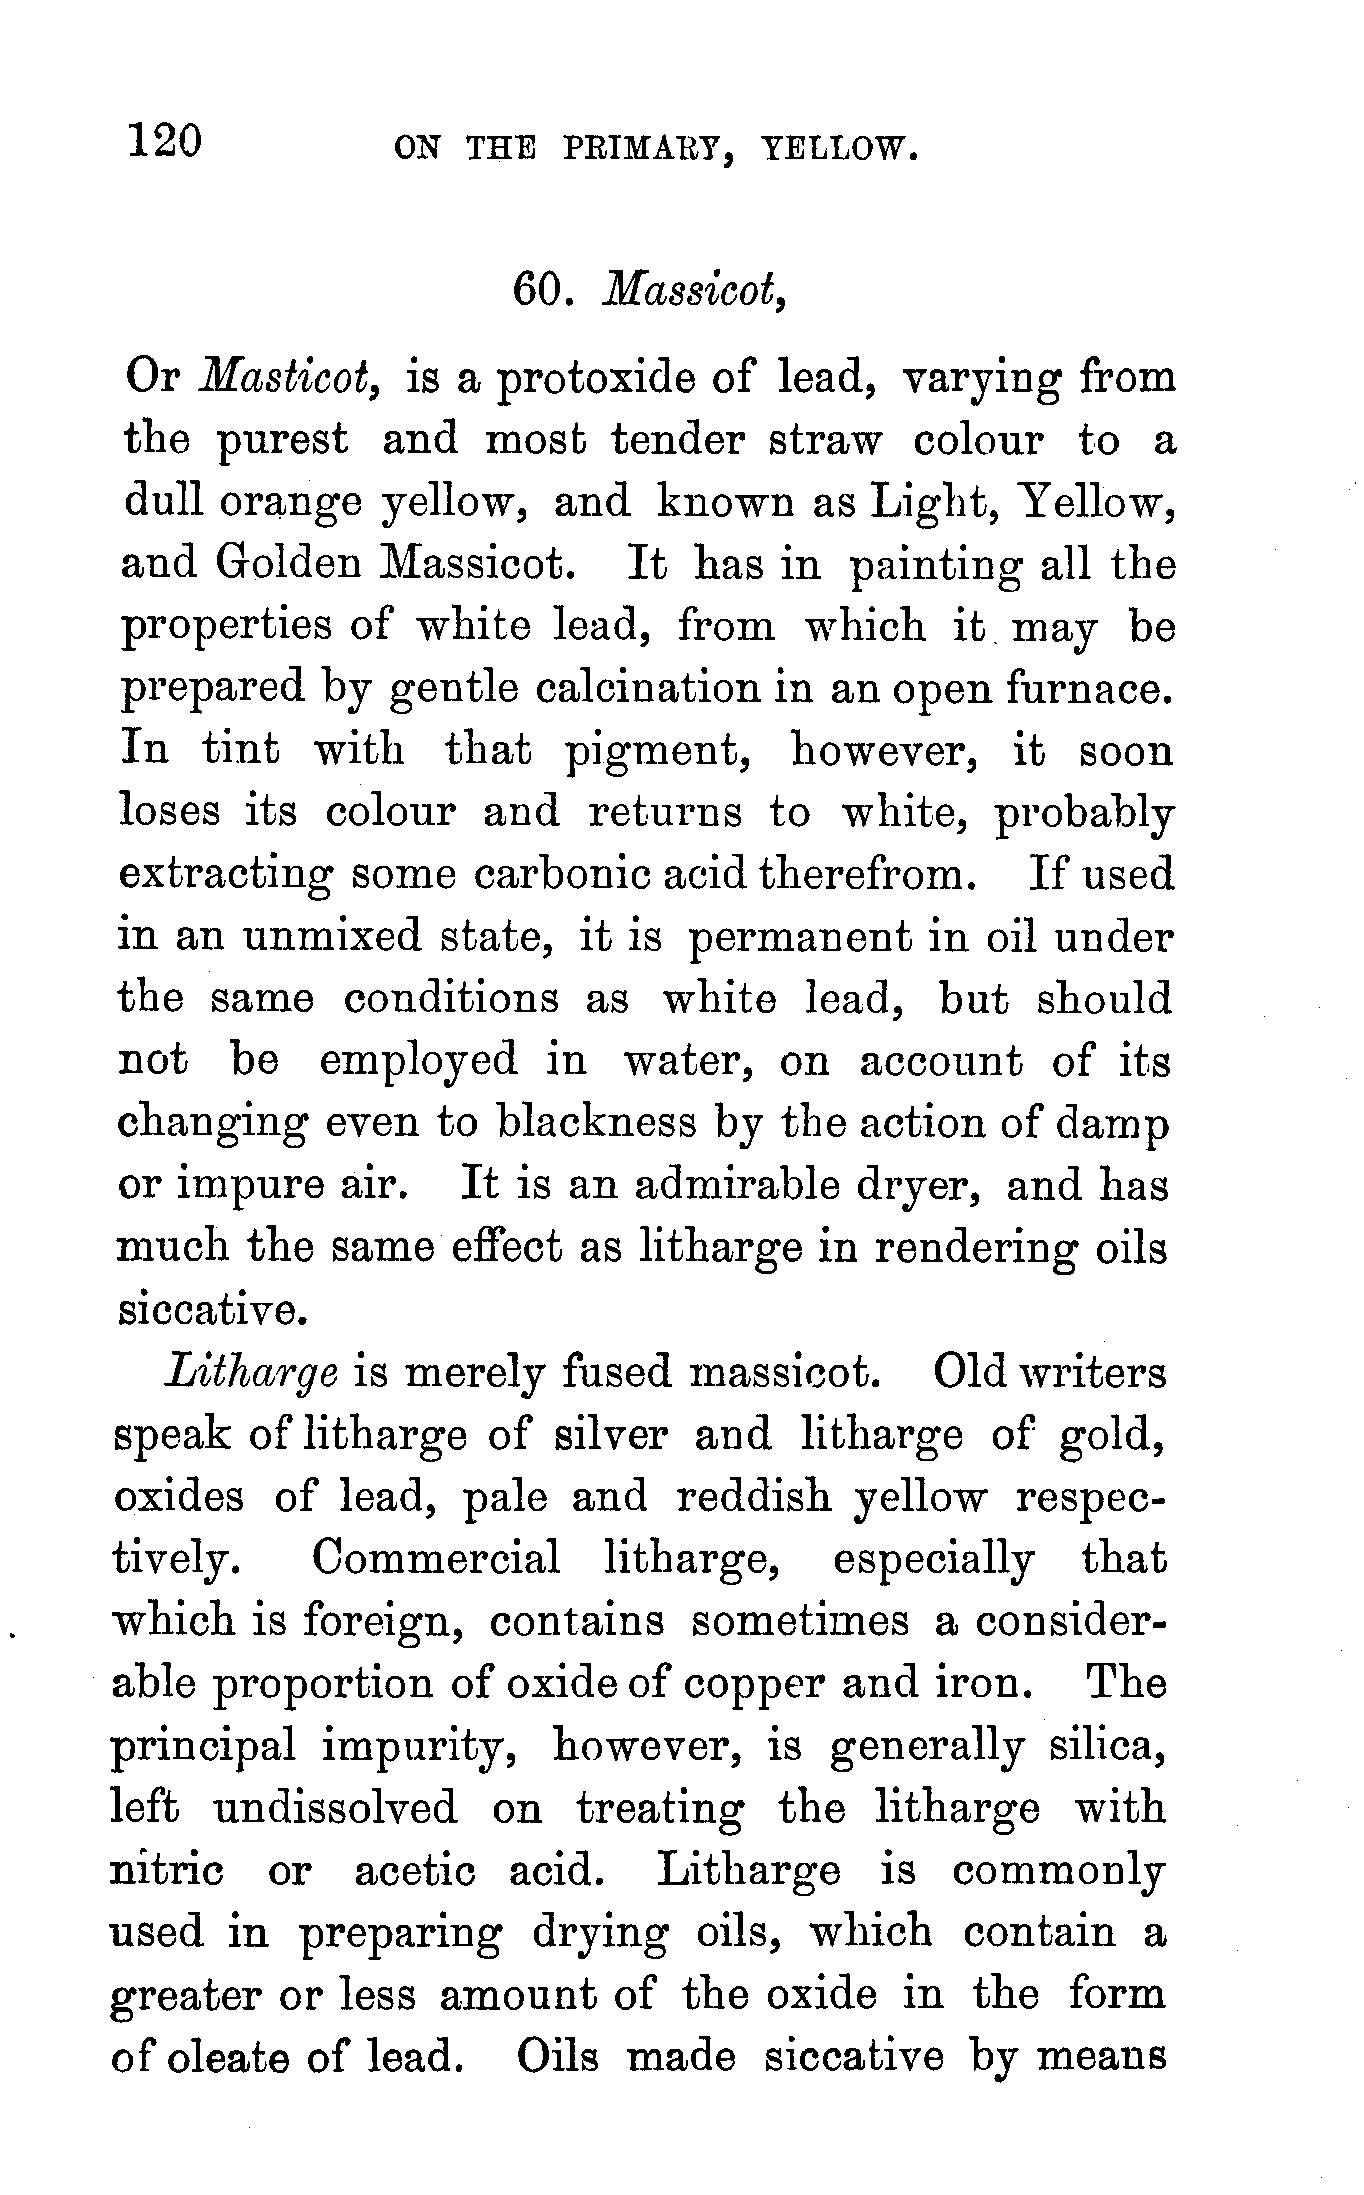 120 ON THE PRIMARY, YELLOW.
60. Massicot,
Or Masticot, is a protoxide of lead, varying from
the purest and most tender straw colour to a
dull orange yellow, and known as Light, Yellow,
and Golden Massicot. It has in painting all the
properties of white lead, from which it may be
prepared by gentle calcination in an open furnace.
In tint with that pigment, however, it soon
loses its colour and returns to white, probably
extracting some carbonic acid therefrom. If used
in an unmixed state, it is permanent in oil under
the same conditions as white lead, but should
not be employed in water, on account of its
changing even to blackness by the action of damp
or impure air. It is an admirable dryer, and has
much the same effect as litharge in rendering oils
siccative.
Litharge is merely fused massicot. Old writers
speak of litharge of silver and litharge of gold,
oxides of lead, pale and reddish yellow respec-
tively. Commercial litharge, especially that
which is foreign, contains sometimes a consider-
able proportion of oxide of copper and iron. The
principal impurity, however, is generally silica,
left undissolved on treating the litharge with
nitric or acetic acid. Litharge is commonly
used in preparing drying oils, which contain a
greater or less amount of the oxide in the form
of oleate of lead. Oils made siccative by means